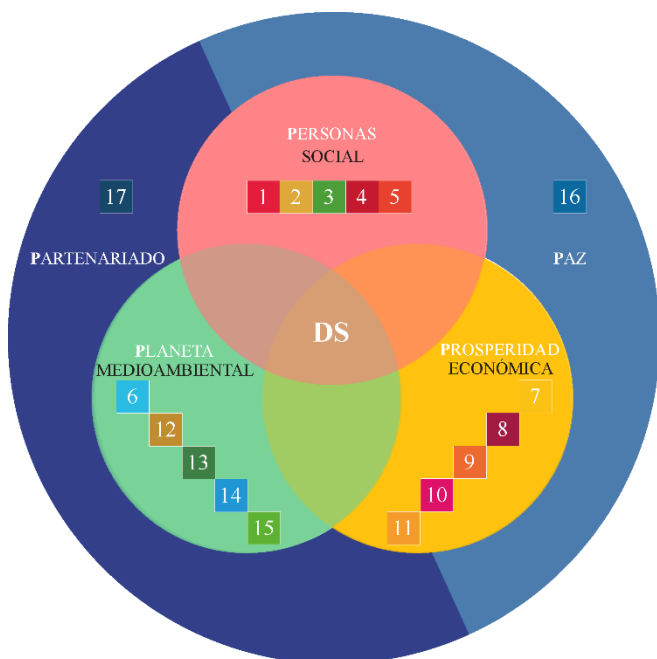 PERSONAS
SOCIAL
1 2 3 4 5
17
16
PARTENARIADO
PAZ
DS
PLANETA
MEDIOAMBIENTAL
PROSPERIDAD
ECONÓMICA
6
7
12
8
13
9
14
10
15
11